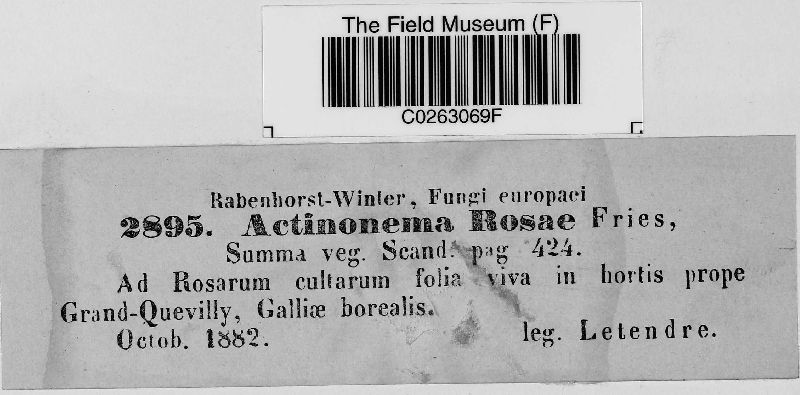 The Field Museum (F)
C0263069F
Rabenhorst-Winter, Fungi europaei
2895. Actinonema Rosae Fries,
Summa veg. Scand. pag 424.
Ad Rosarum cultarum folia viva in hortis prope
Grand-Quevilly, Galliæ borealis.
Octob. 1882. leg. Letendre.